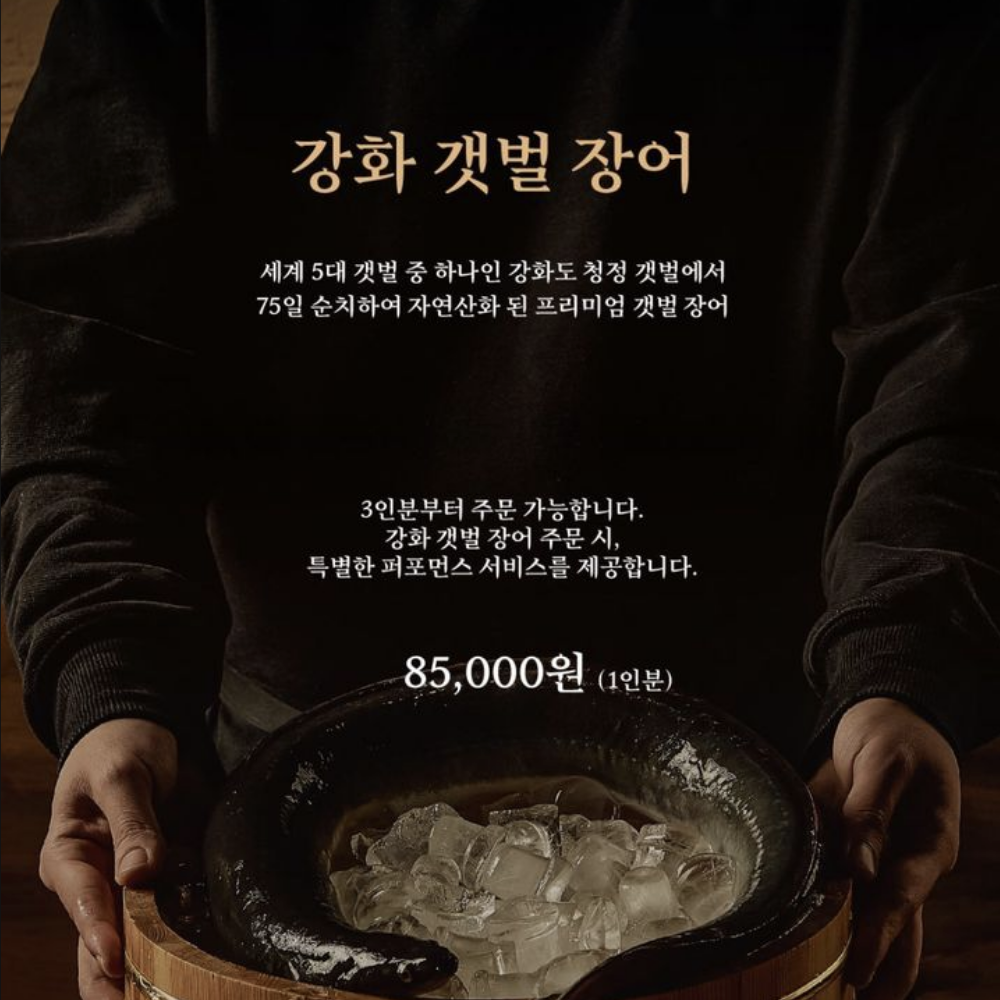 강화 갯벌 장어
세계 5대 갯벌 중 하나인 강화도 청정 갯벌에서
75일 순치하여 자연산화 된 프리미엄 갯벌 장어
3인분부터 주문 가능합니다.
강화 갯벌 장어 주문 시,
특별한 퍼포먼스 서비스를 제공합니다.
85,000원 (1인분)